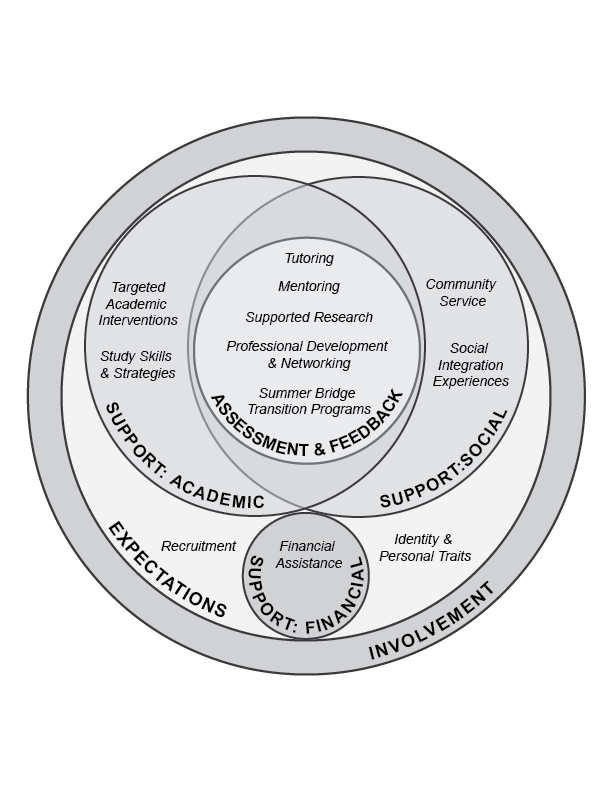 Tutoring
Mentoring
Supported Research
Professional Development
& Networking
Summer Bridge
Transition Programs
ASSESSMENT & FEEDBACK
Targeted
Academic
Interventions
Study Skills
& Strategies
SUPPORT: ACADEMIC
Community
Service
Social
Integration
Experiences
SUPPORT:SOCIAL
Recruitment
EXPECTATIONS
Financial
Assistance
SUPPORT: FINANCIAL
Identity &
Personal Traits
INVOLVEMENT